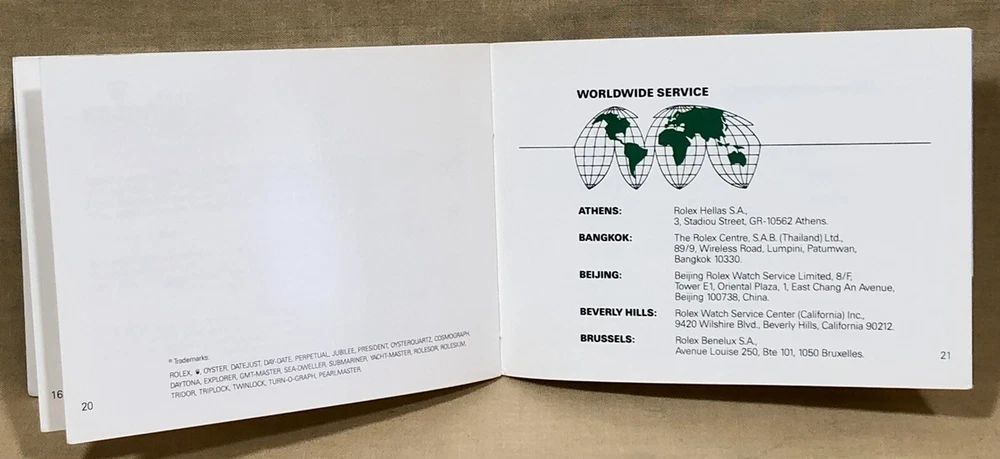 ® Trademarks:
ROLEX, OYSTER, DATEJUST, DAY-DATE, PERPETUAL, JUBILEE, PRESIDENT, OYSTERQUARTZ, COSMOGRAPH,
DAYTONA, EXPLORER, GMT-MASTER, SEA-DWELLER, SUBMARINER, YACHT-MASTER, ROLESOR, ROLESIUM,
TRIDOR, TRIPLOCK, TWINLOCK, TURN-O-GRAPH, PEARLMASTER.
16
20
WORLDWIDE SERVICE
ATHENS: Rolex Hellas S.A.,
3, Stadiou Street, GR-10562 Athens.
BANGKOK: The Rolex Centre, S.A.B. (Thailand) Ltd.,
89/9, Wireless Road, Lumpini, Patumwan,
Bangkok 10330.
BEIJING: Beijing Rolex Watch Service Limited, 8/F,
Tower E1, Oriental Plaza, 1, East Chang An Avenue,
Beijing 100738, China.
BEVERLY HILLS: Rolex Watch Service Center (California) Inc.,
9420 Wilshire Blvd., Beverly Hills, California 90212.
BRUSSELS: Rolex Benelux S.A.,
Avenue Louise 250, Bte 101, 1050 Bruxelles.
21